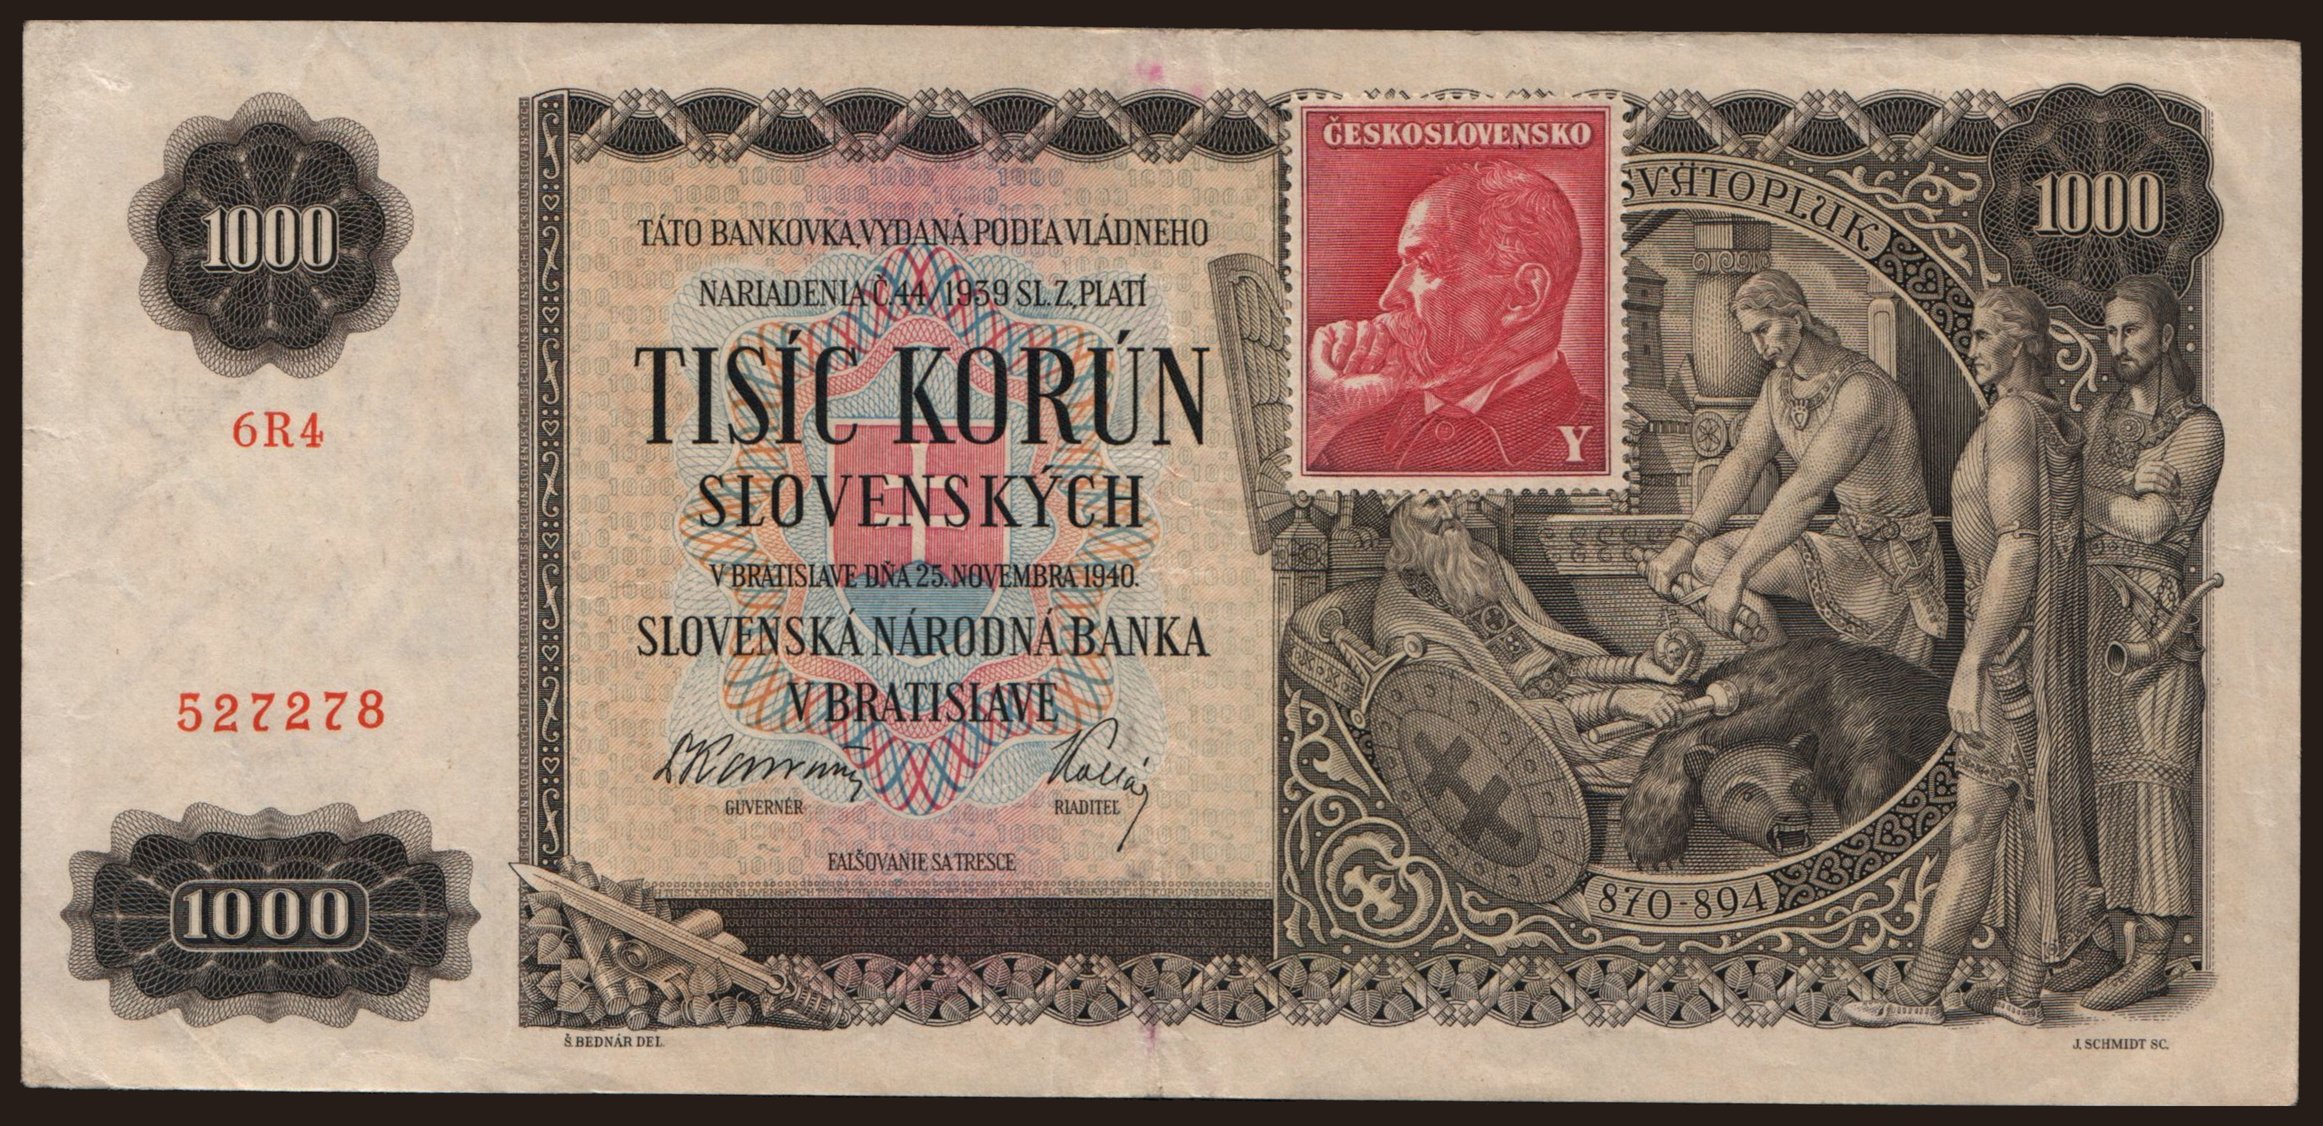 1000
6R4
527278
1000
TÁTO BANKOVKA, VYDANÁ PODĽA VLÁDNEHO
NARIADENIA Č. 44/1939 SL. Z., PLATÍ
TISÍC KORÚN
SLOVENSKÝCH
V BRATISLAVE DŇA 25. NOVEMBRA 1940.
SLOVENSKÁ NÁRODNÁ BANKA
V BRATISLAVE
GUVERNÉR
RIADITEĽ
FALŠOVANIE SA TRESCE
ČESKOSLOVENSKO
Y
SVÄTOPLUK
1000
870-894
Š. BEDNÁR DEL.
J. SCHMIDT SC.